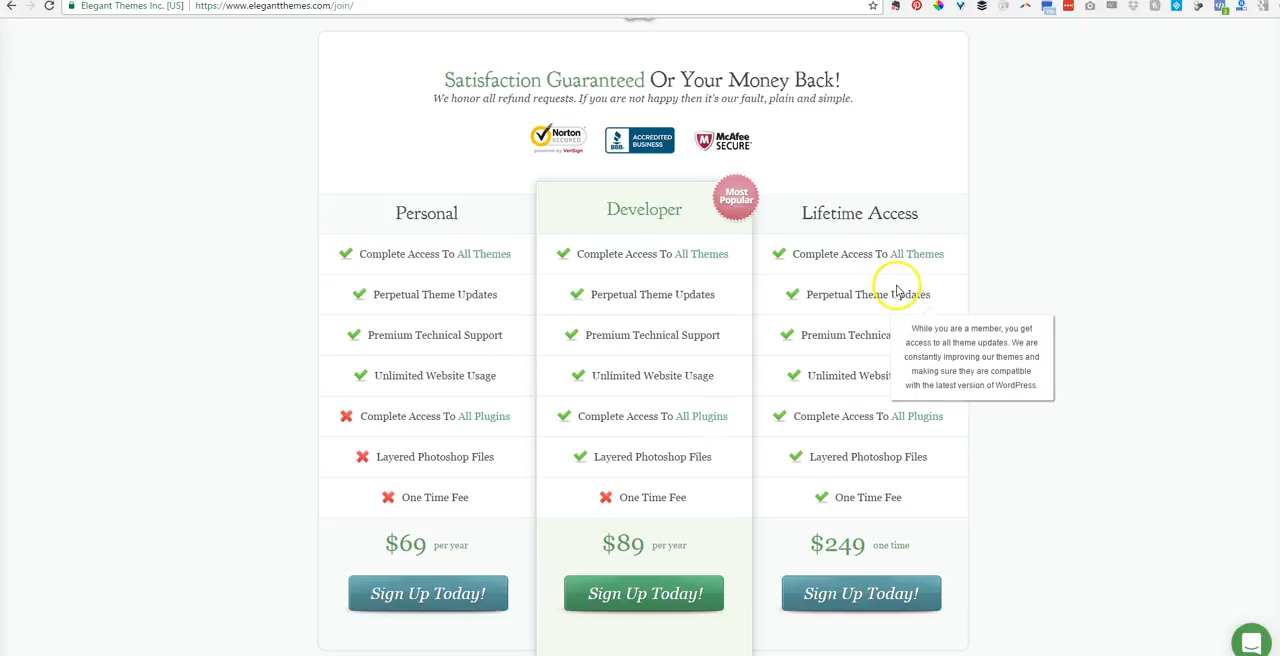 Elegant Themes Inc. [US]
https://www.elegantthemes.com/join/
Satisfaction Guaranteed Or Your Money Back!
We honor all refund requests. If you are not happy then it's our fault, plain and simple.
Norton
SECURED
powered by VeriSign
BBB.
ACCREDITED
BUSINESS
McAfee
SECURE
Personal
Complete Access To All Themes
Perpetual Theme Updates
Premium Technical Support
Unlimited Website Usage
Complete Access To All Plugins
Layered Photoshop Files
One Time Fee
$69 per year
Sign Up Today!
Most
Popular
Developer
Complete Access To All Themes
Perpetual Theme Updates
Premium Technical Support
Unlimited Website Usage
Complete Access To All Plugins
Layered Photoshop Files
One Time Fee
$89 per year
Sign Up Today!
Lifetime Access
Complete Access To All Themes
Perpetual Theme Updates
Premium Technica
Unlimited Websit
Complete Access To All Plugins
Layered Photoshop Files
One Time Fee
$249 one time
Sign Up Today!
While you are a member, you get
access to all theme updates. We are
constantly improving our themes and
making sure they are compatible
with the latest version of WordPress.